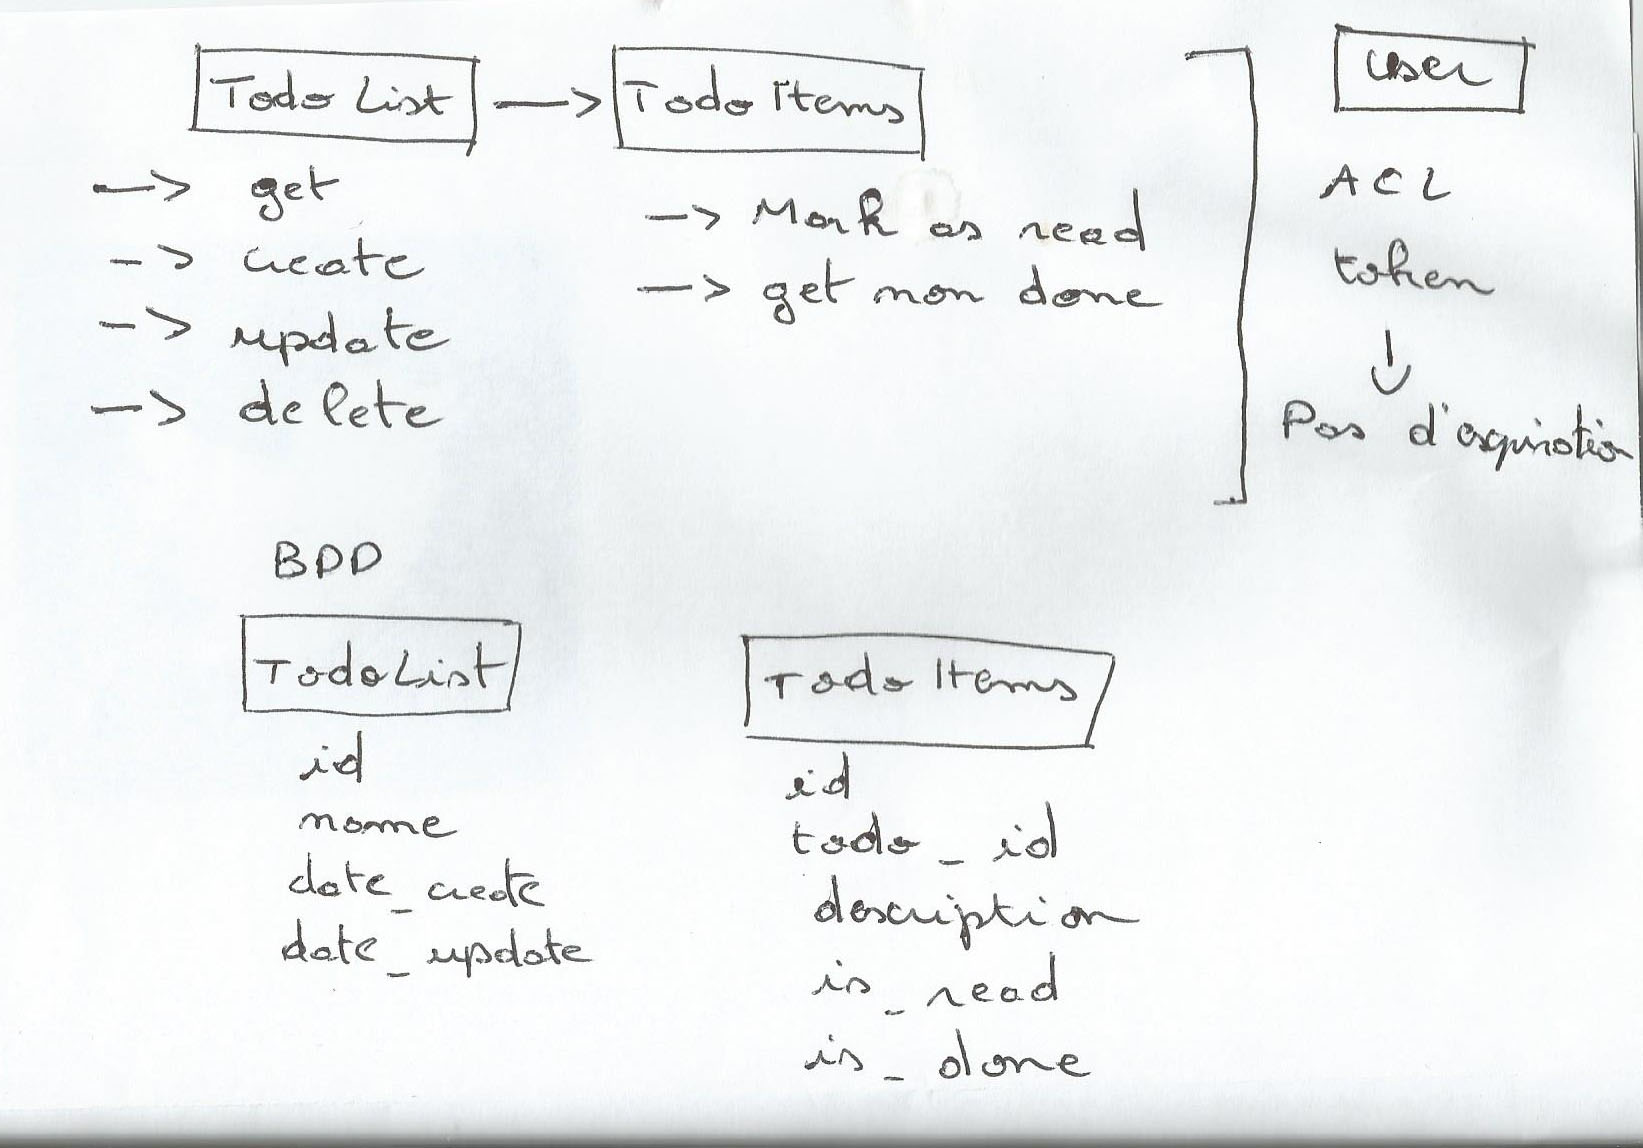 Todo List -> Todo Items
-> get
-> create
-> update
-> delete
-> Mark as read
-> get non done
User
ACL
token
Pas d'expiration
BDD
TodoList
id
name
date_create
date_update
Todo Items
id
todo_id
description
is_read
is_done